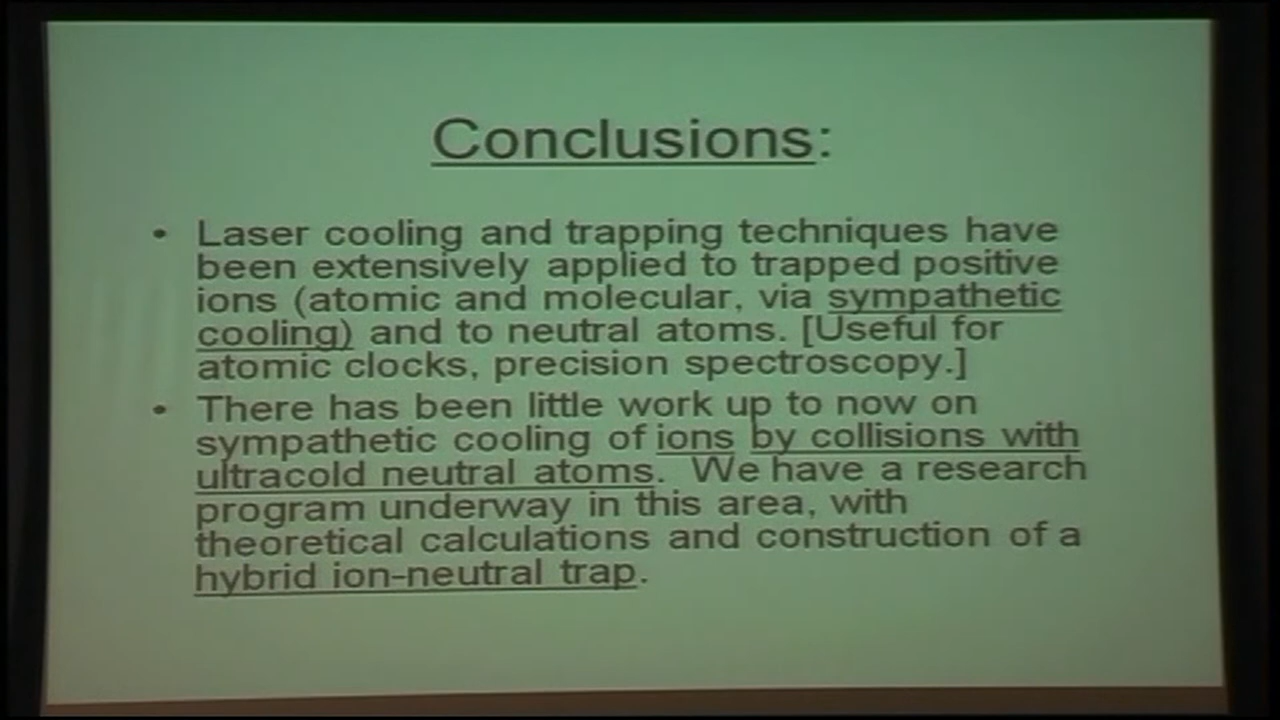 Conclusions:
• Laser cooling and trapping techniques have
been extensively applied to trapped positive
ions (atomic and molecular, via sympathetic
cooling) and to neutral atoms. [Useful for
atomic clocks, precision spectroscopy.]
• There has been little work up to now on
sympathetic cooling of ions by collisions with
ultracold neutral atoms. We have a research
program underway in this area, with
theoretical calculations and construction of a
hybrid ion-neutral trap.